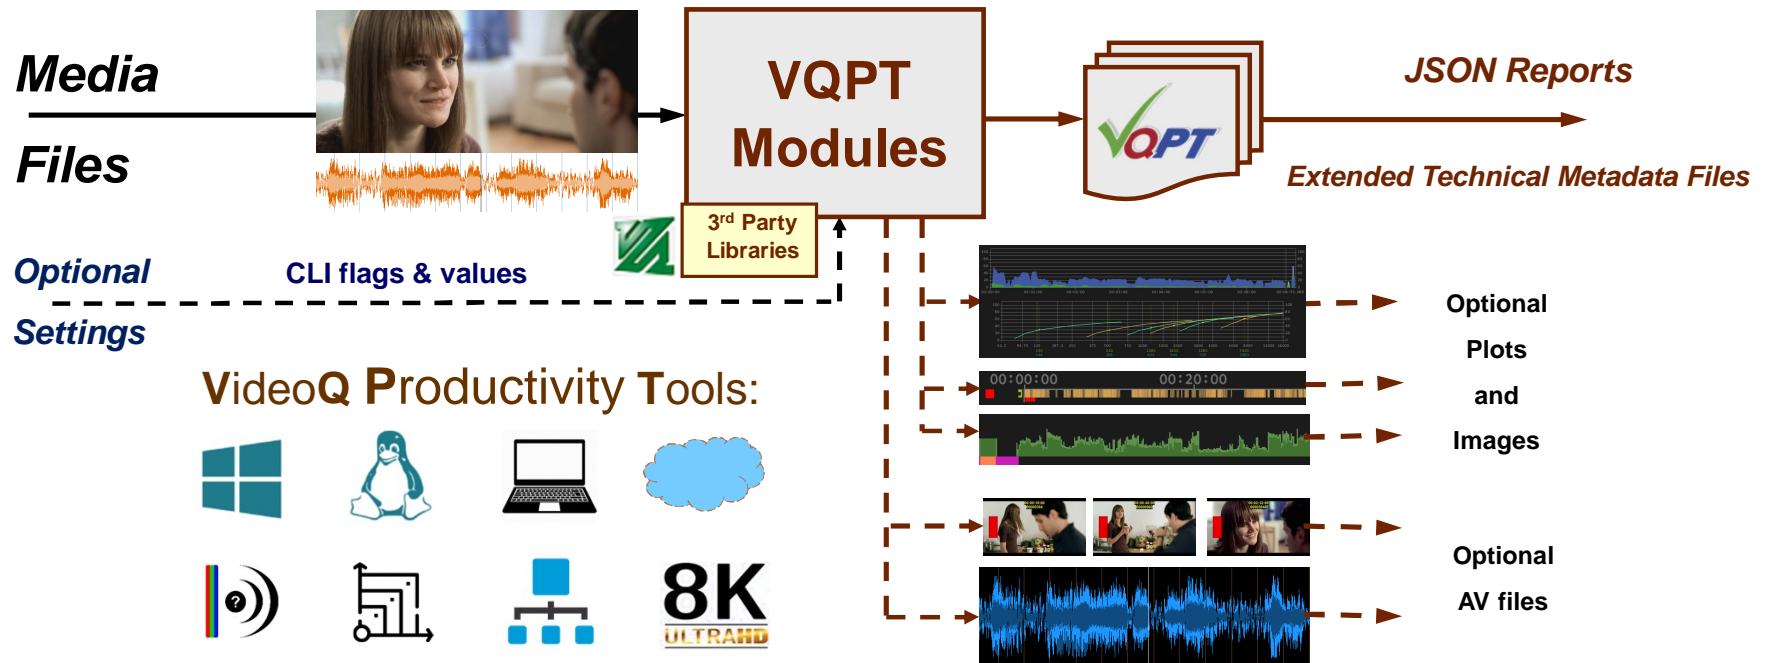 Media
Files
VQPT
Modules
3rd Party
Libraries
VQPT
JSON Reports
Extended Technical Metadata Files
Optional
Settings
CLI flags & values
VideoQ Productivity Tools:
?
8K
ULTRAHD
00:00:00
00:20:00
Optional
Plots
and
Images
Optional
AV files